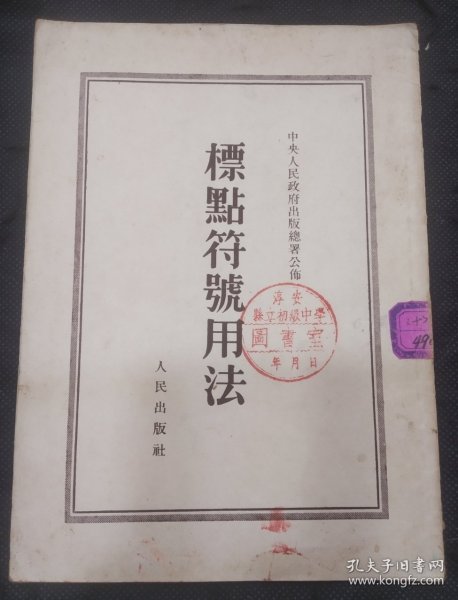 中央人民政府出版總署公佈
標點符號用法
人民出版社
淳安
縣立初級中學
圖書室
年月日
孔夫子旧书网
www.kongfz.com